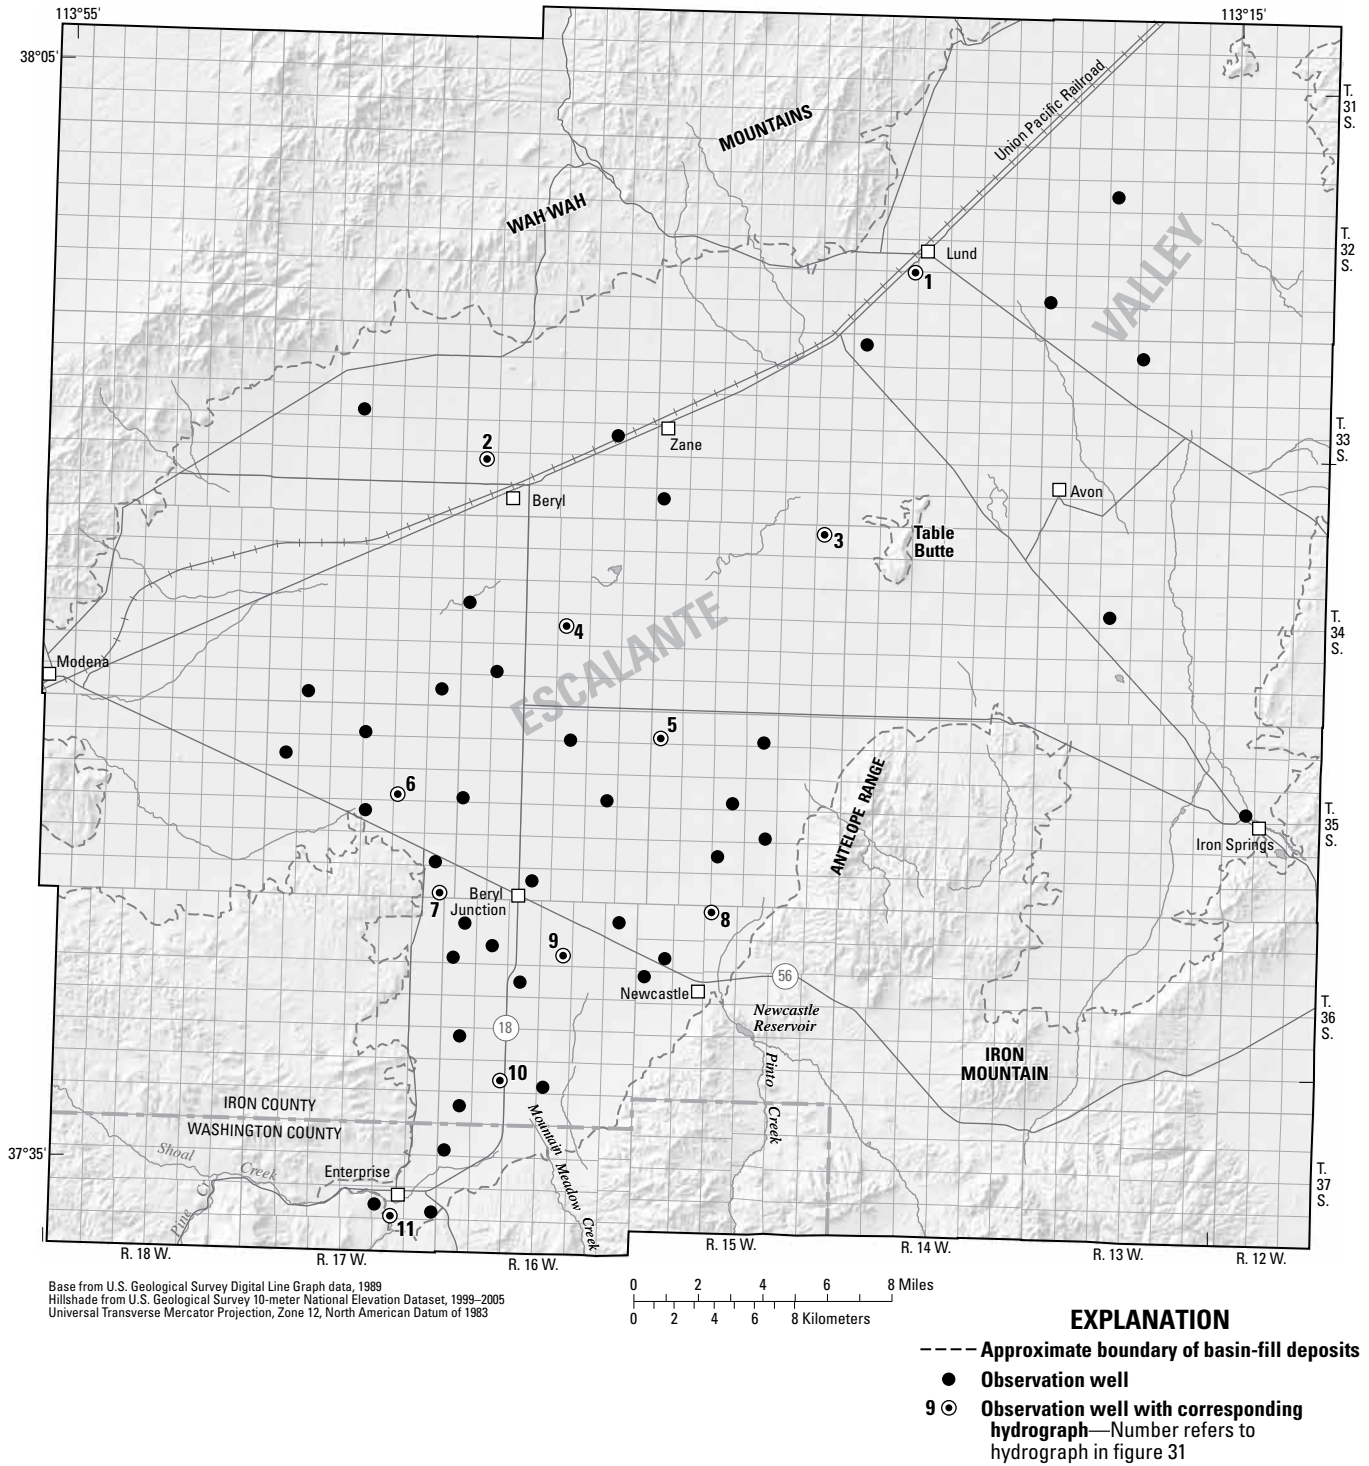 113°55'
113°15'
38°05'
T.
31
S.
MOUNTAINS
Union Pacific Railroad
WAH WAH
VALLEY
T.
32
S.
Lund
1
2
Zane
T.
33
S.
Beryl
Avon
3
Table
Butte
4
ESCALANTE
T.
34
S.
Modena
5
6
ANTELOPE RANGE
T.
35
S.
Iron Springs
7
Beryl
Junction
8
9
56
Newcastle
Newcastle
Reservoir
T.
36
S.
18
IRON
MOUNTAIN
10
Pinto
Creek
IRON COUNTY
WASHINGTON COUNTY
Mountain Meadow Creek
37°35'
Shoal
Creek
Enterprise
T.
37
S.
Pine Cr
11
R. 18 W.
R. 17 W.
R. 16 W.
R. 15 W.
R. 14 W.
R. 13 W.
R. 12 W.
Base from U.S. Geological Survey Digital Line Graph data, 1989
Hillshade from U.S. Geological Survey 10-meter National Elevation Dataset, 1999–2005
Universal Transverse Mercator Projection, Zone 12, North American Datum of 1983
0 2 4 6 8 Miles
0 2 4 6 8 Kilometers
EXPLANATION
Approximate boundary of basin-fill deposits
Observation well
9 Observation well with corresponding
hydrograph—Number refers to
hydrograph in figure 31